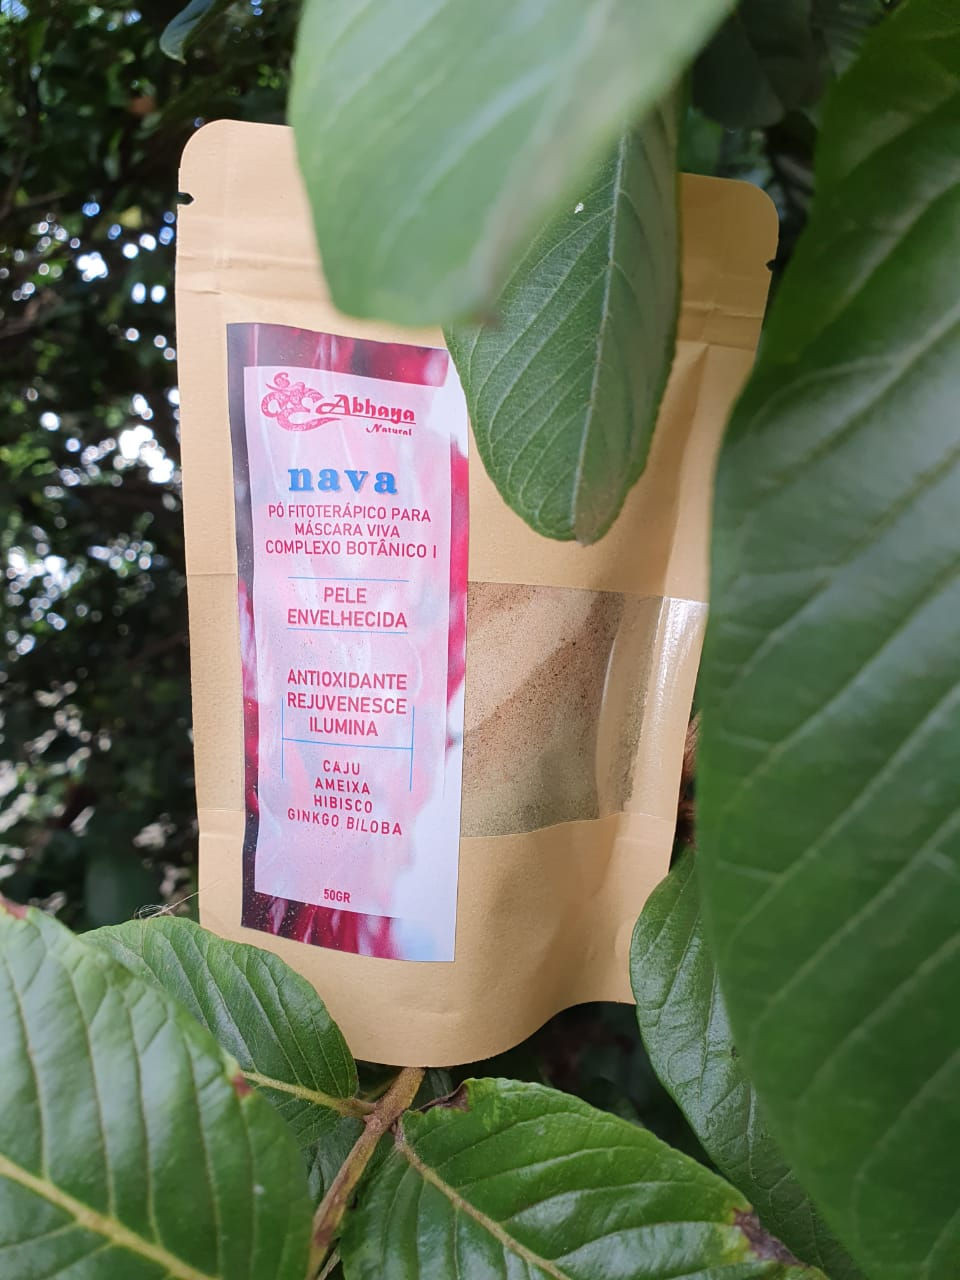 Abhaya
Natural
nava
PÓ FITOTERÁPICO PARA
MÁSCARA VIVA
COMPLEXO BOTÂNICO I
PELE
ENVELHECIDA
ANTIOXIDANTE
REJUVENESCE
ILUMINA
CAJU
AMEIXA
HIBISCO
GINKGO BILOBA
50GR